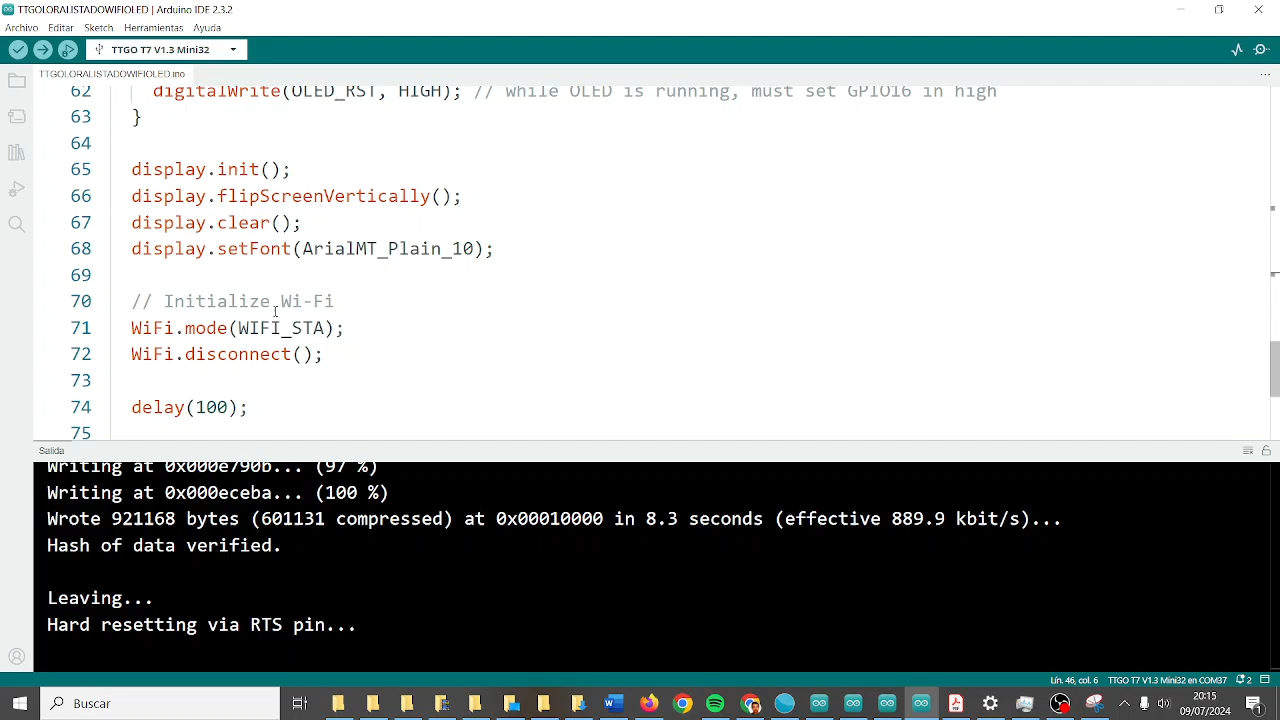 TTGOLORALISTADOWIFIOLED | Arduino IDE 2.3.2
Archivo Editar Sketch Herramientas Ayuda
TTGO T7 V1.3 Mini32
TTGOLORALISTADOWIFIOLED.ino
62 digitalWrite(OLED_RST, HIGH); // while OLED is running, must set GPIO16 in high
63 }
64
65 display.init();
66 display.flipScreenVertically();
67 display.clear();
68 display.setFont(ArialMT_Plain_10);
69
70 // Initialize Wi-Fi
71 WiFi.mode(WIFI_STA);
72 WiFi.disconnect();
73
74 delay(100);
75
Salida
Writing at 0x000e790b... (97 %)
Writing at 0x000eceba... (100 %)
Wrote 921168 bytes (601131 compressed) at 0x00010000 in 8.3 seconds (effective 889.9 kbit/s)...
Hash of data verified.
Leaving...
Hard resetting via RTS pin...
Lín. 46, col. 6 TTGO T7 V1.3 Mini32 en COM37 2
Buscar
20:15
09/07/2024